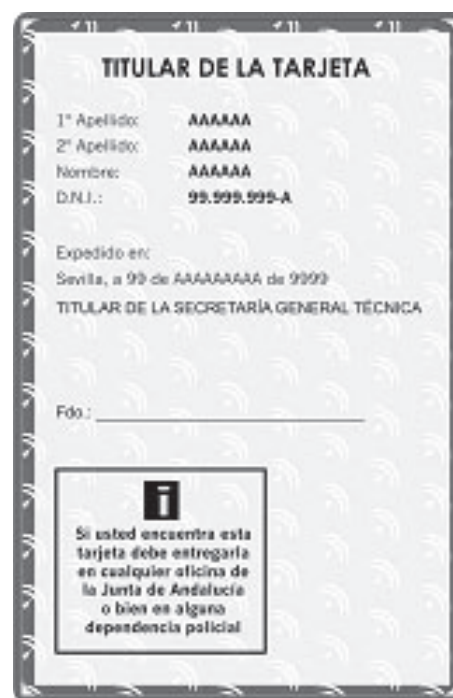 TITULAR DE LA TARJETA
1º Apellido: AAAAAA
2º Apellido: AAAAAA
Nombre: AAAAAA
D.N.I.: 99.999.999-A
Expedido en:
Sevilla, a 99 de AAAAAAAAA de 9999
TITULAR DE LA SECRETARÍA GENERAL TÉCNICA
Fdo.:
i
Si usted encuentra esta
tarjeta debe entregarla
en cualquier oficina de
la Junta de Andalucía
o bien en alguna
dependencia policial